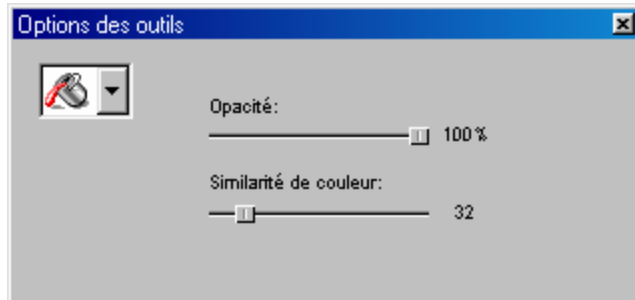 Options des outils
Opacité:
100%
Similarité de couleur:
32